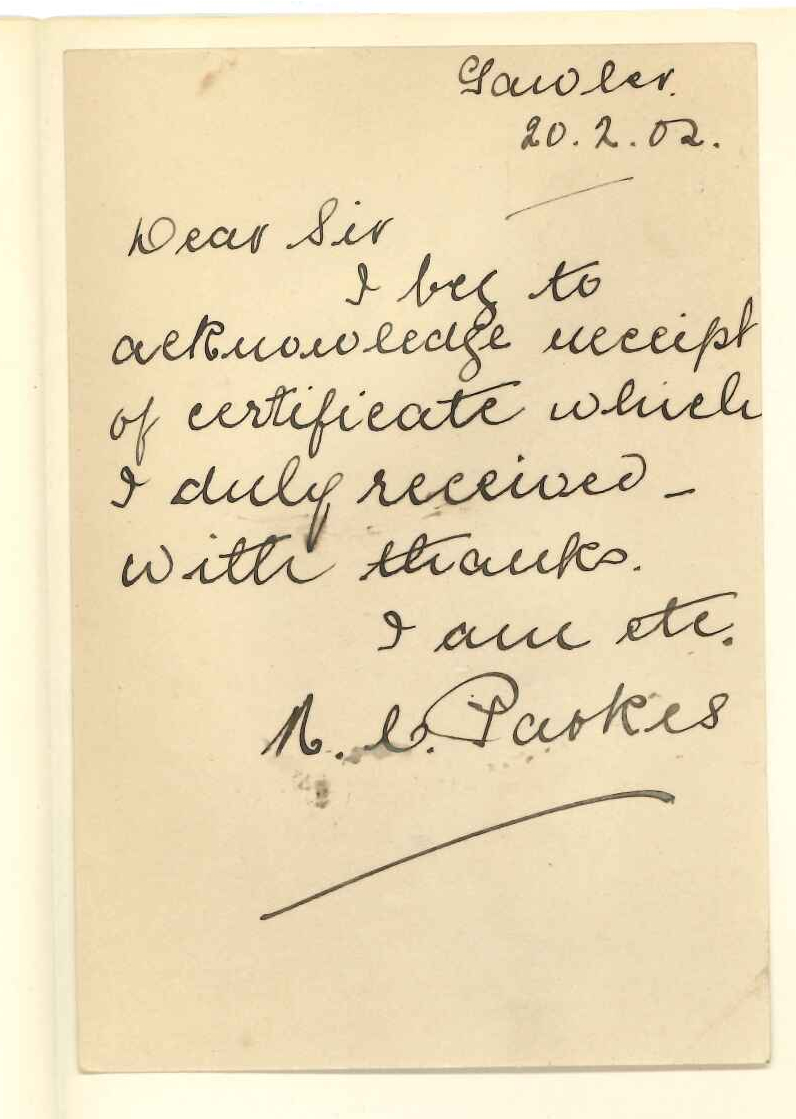 Gawler.
20.2.02.
Dear Sir
I beg to
acknowledge receipt
of certificate which
I duly received -
with thanks.
I am etc.
Parkes